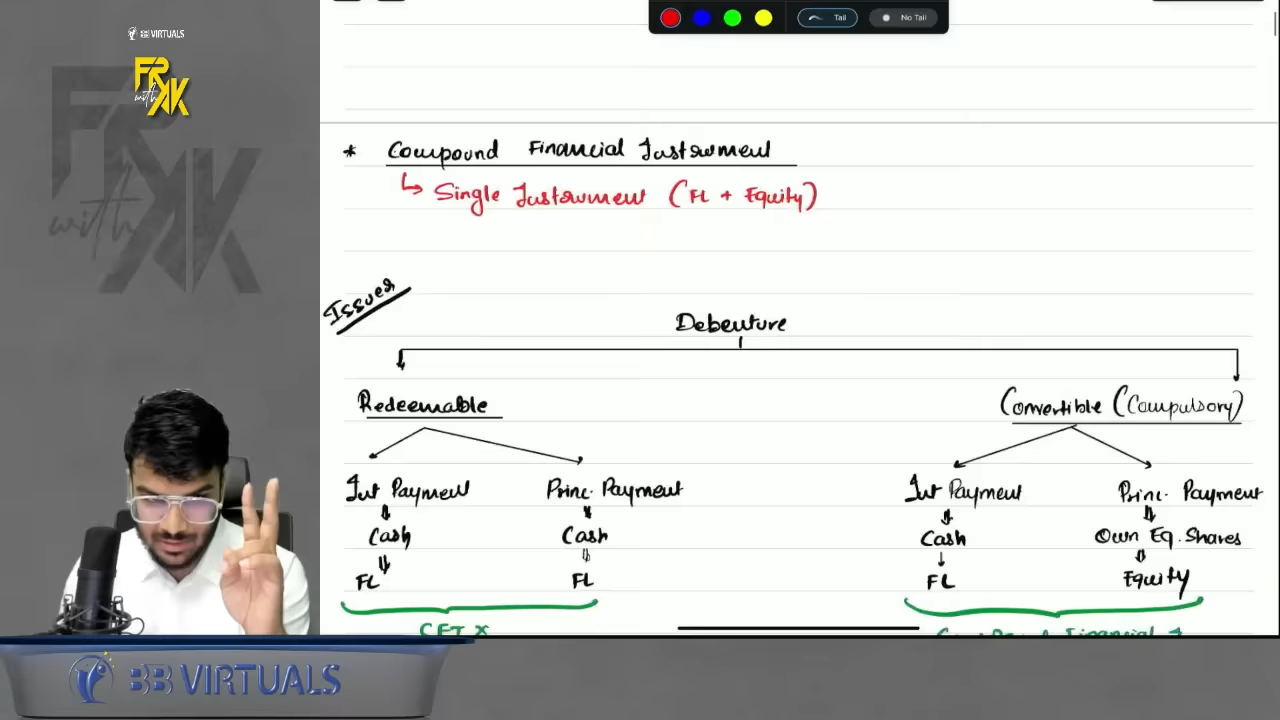 Tail No Tail
BB VIRTUALS
FR
with
KK
* Compound Financial Instrument
↳ Single Instrument (FL + Equity)
Issuer
Debenture
Redeemable Convertible (Compulsory)
Int Payment Princ. Payment Int Payment Princ. Payment
Cash Cash Cash Own Eq. Shares
FL FL FL Equity
CFI X
BB VIRTUALS